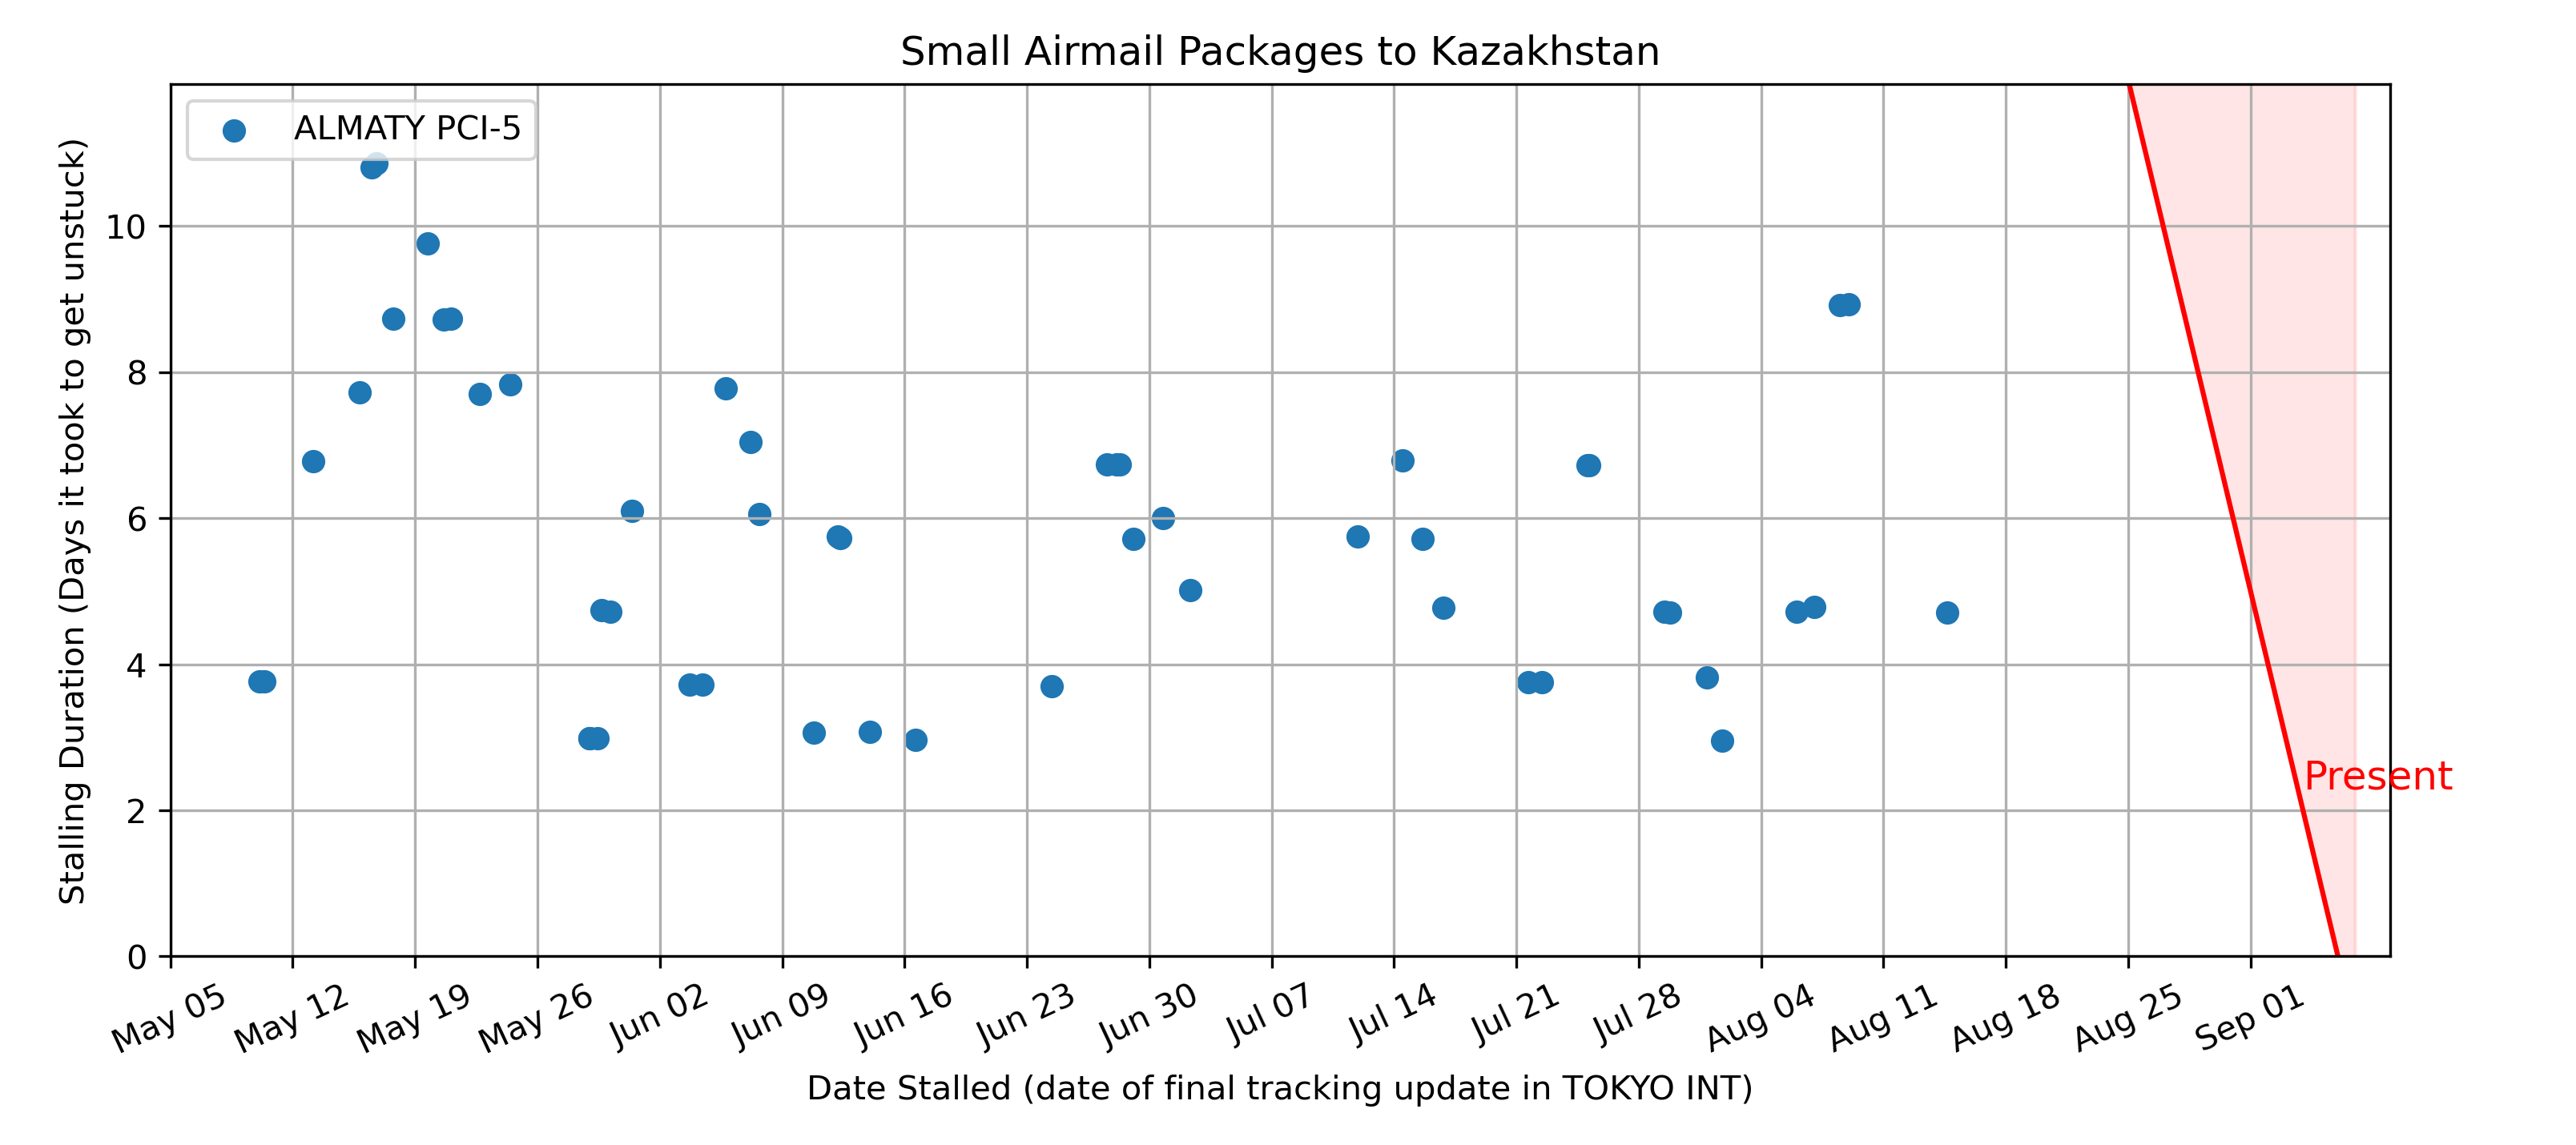 Small Airmail Packages to Kazakhstan
ALMATY PCI-5
Stalling Duration (Days it took to get unstuck)
10
8
6
4
2
0
Present
May 05
May 12
May 19
May 26
Jun 02
Jun 09
Jun 16
Jun 23
Jun 30
Jul 07
Jul 14
Jul 21
Jul 28
Aug 04
Aug 11
Aug 18
Aug 25
Sep 01
Date Stalled (date of final tracking update in TOKYO INT)